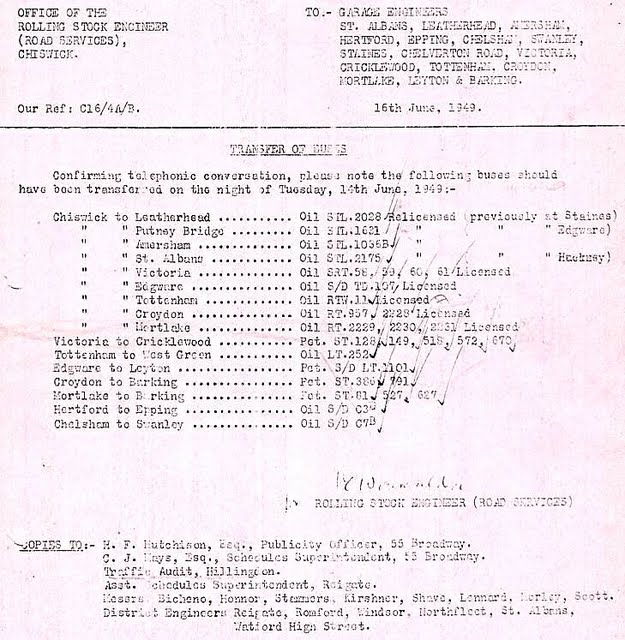 OFFICE OF THE
ROLLING STOCK ENGINEER
(ROAD SERVICES),
CHISWICK.
TO.- GARAGE ENGINEERS
ST. ALBANS, LEATHERHEAD, AMERSHAM,
HERTFORD, EPPING, CHELSHAM, SWANLEY,
STAINES, CHELVERTON ROAD, VICTORIA,
CRICKLEWOOD, TOTTENHAM. CROYDON,
MORTLAKE, LEYTON & BARKING.
Our Ref: C16/4A/B.
16th June, 1949.
TRANSFER OF BUSES
Confirming telephonic conversation, please note the following buses should
have been transferred on the night of Tuesday, 14th June, 1949:-
Chiswick to Leatherhead ........... Oil STL.2028 Relicensed (previously at Staines)
" " Putney Bridge ......... Oil STL.1621 " " " Edgware)
" " Amersham .............. Oil STL.1038B
" " St. Albans ............ Oil STL.2175 " " " Hackney)
" " Victoria .............. Oil SRT.58, 59, 60, 61 Licensed
" " Edgware ............... Oil S/D TD.107 Licensed
" " Tottenham ............. Oil RTW.11 Licensed
" " Croydon ............... Oil RT.957, 2228 Licensed
" " Mortlake .............. Oil RT.2229, 2230, 2231 Licensed
Victoria to Cricklewood ........... Pet. ST.128, 149, 518, 572, 670
Tottenham to West Green ........... Oil LT.252
Edgware to Leyton ................. Pet. S/D LT.1101
Croydon to Barking ................ Pet. ST.386, 791
Mortlake to Barking ............... Pet. ST.81, 527, 627
Hertford to Epping ................ Oil S/D C3
Chelsham to Swanley ............... Oil S/D C7B
ROLLING STOCK ENGINEER (ROAD SERVICES)
COPIES TO:- H. F. Hutchison, Esq., Publicity Officer, 55 Broadway.
C. J. Mays, Esq., Schedules Superintendent, 55 Broadway.
Traffic Audit, Hillingdon.
Asst. Schedules Superintendent, Reigate.
Messrs. Bicheno, Honnor, Stammers, Kirshner, Shave, Lennard, Morley, Scott.
District Engineers Reigate, Romford, Windsor, Northfleet, St. Albans,
Watford High Street.